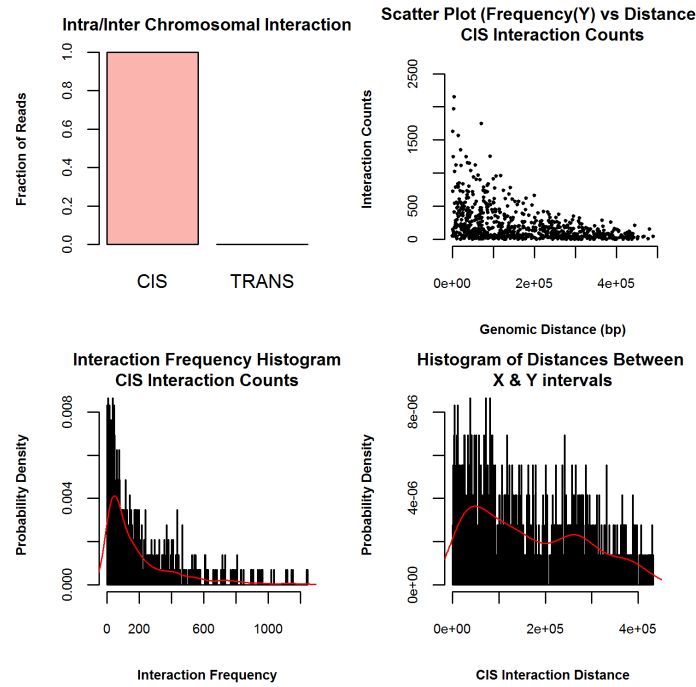 Intra/Inter Chromosomal Interaction
Fraction of Reads
1.0
0.8
0.6
0.4
0.2
0.0
CIS TRANS
Scatter Plot (Frequency(Y) vs Distance
CIS Interaction Counts
Interaction Counts
2500
1500
500
0
0e+00 2e+05 4e+05
Genomic Distance (bp)
Interaction Frequency Histogram
CIS Interaction Counts
Probability Density
0.008
0.004
0.000
0 200 600 1000
Interaction Frequency
Histogram of Distances Between
X & Y intervals
Probability Density
8e-06
4e-06
0e+00
0e+00 2e+05 4e+05
CIS Interaction Distance